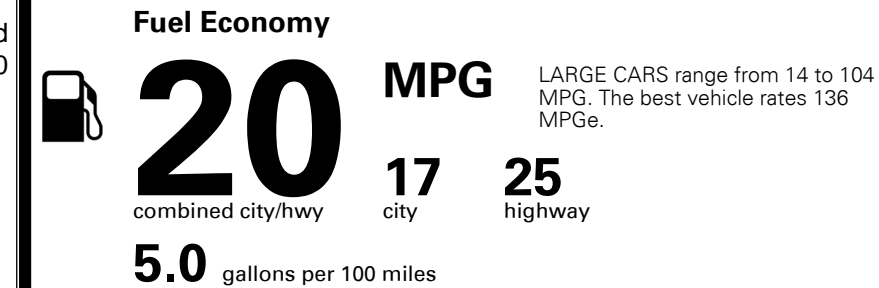 d
0
Fuel Economy
20 MPG
LARGE CARS range from 14 to 104
MPG. The best vehicle rates 136
MPGe.
17 25
combined city/hwy city highway
5.0 gallons per 100 miles